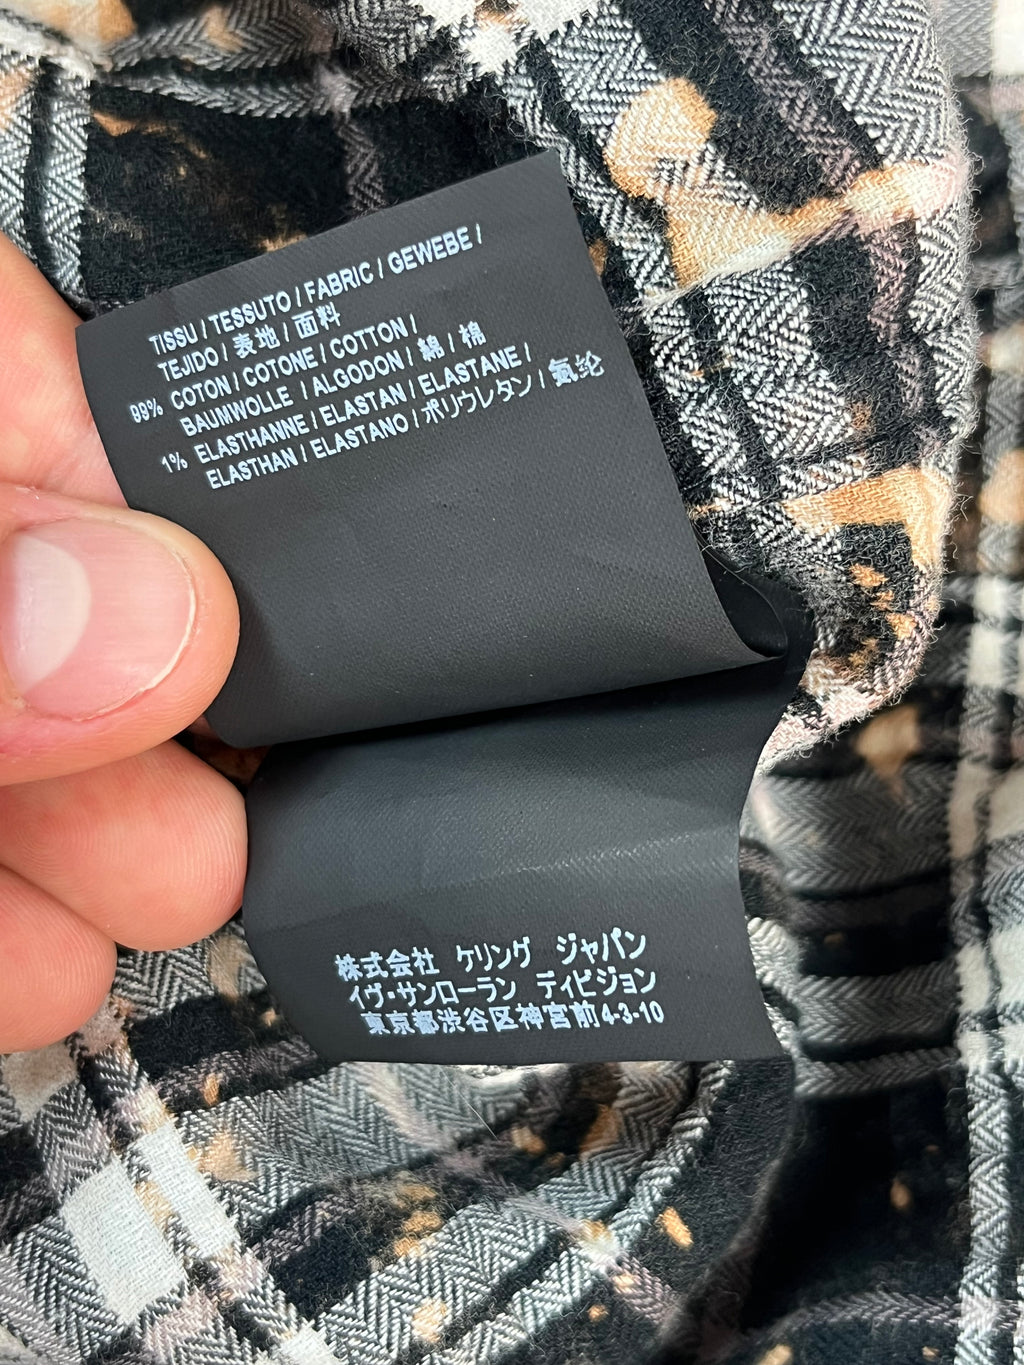 TISSU / TESSUTO / FABRIC / GEWEBE /
TEJIDO / 表地 / 面料
99% COTON / COTONE / COTTON /
BAUMWOLLE / ALGODON / 綿 / 棉
1% ELASTHANNE / ELASTAN / ELASTANE /
ELASTHAN / ELASTANO / ポリウレタン / 氨纶
株式会社 ケリング ジャパン
イヴ・サンローラン ディビジョン
東京都渋谷区神宮前4-3-10